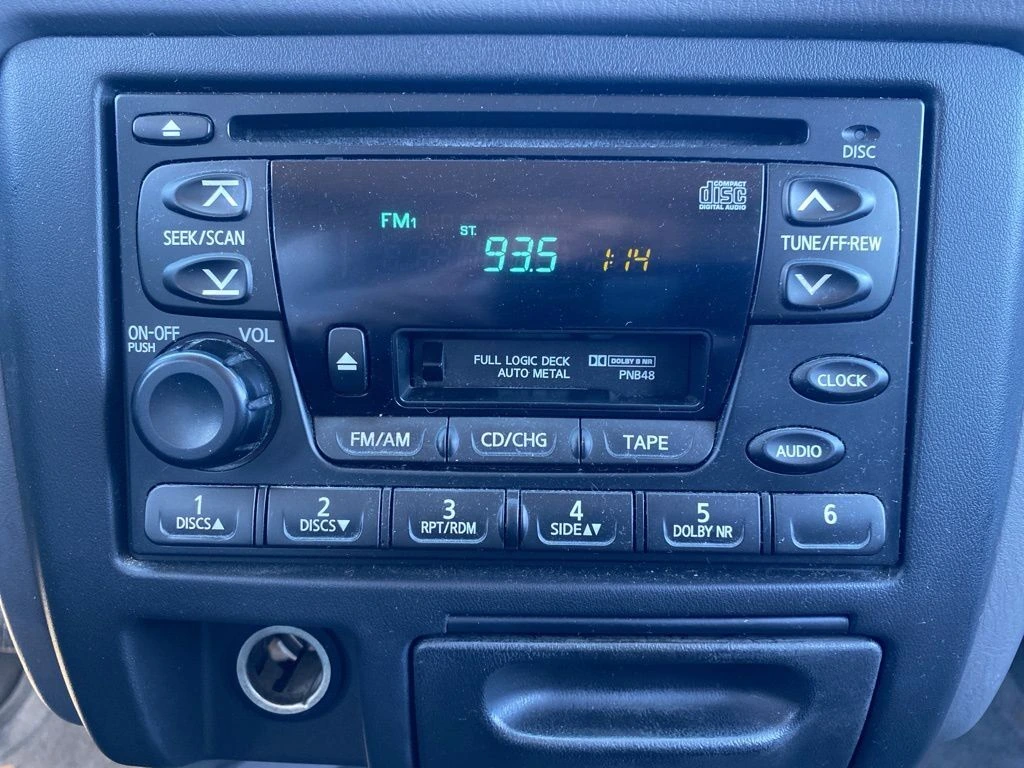 DISC
COMPACT
disc
DIGITAL AUDIO
FM1
ST.
93.5
1:14
SEEK/SCAN
TUNE/FF·REW
ON-OFF
PUSH
VOL
FULL LOGIC DECK
AUTO METAL
DOLBY B NR
PNB48
CLOCK
FM/AM
CD/CHG
TAPE
AUDIO
1
DISCS▲
2
DISCS▼
3
RPT/RDM
4
SIDE▲▼
5
DOLBY NR
6